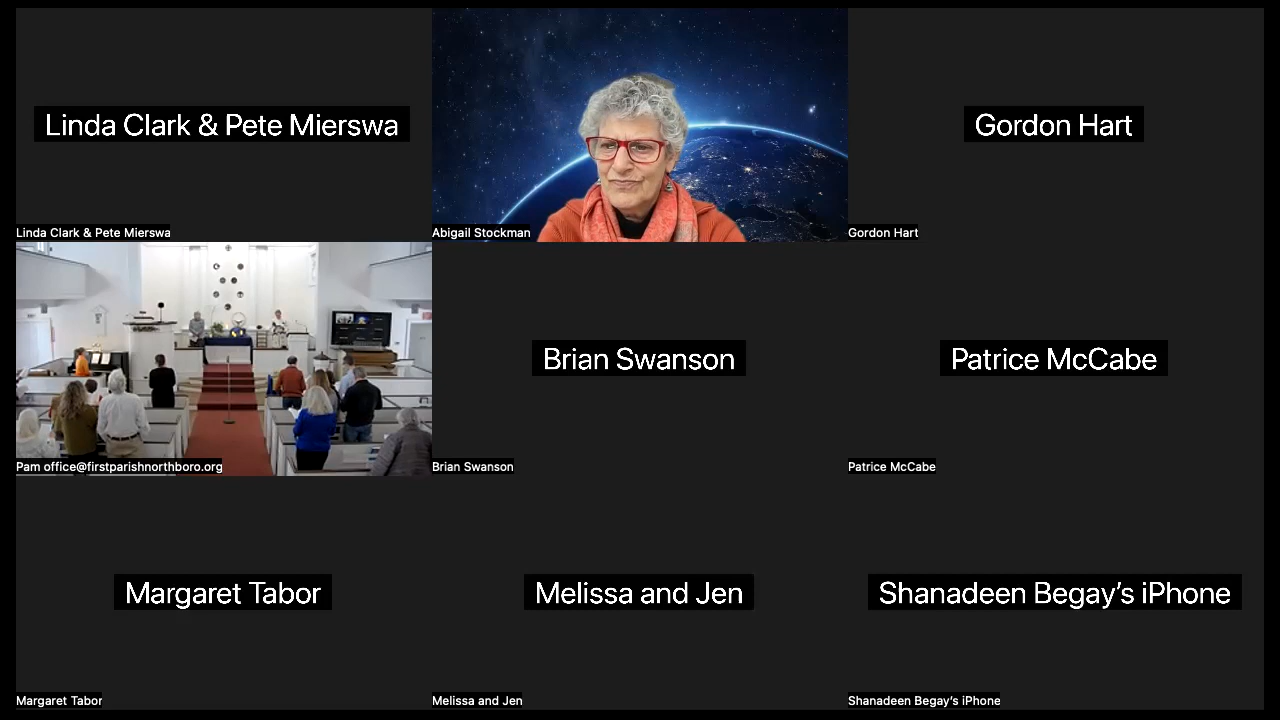 Linda Clark & Pete Mierswa
Linda Clark & Pete Mierswa
Abigail Stockman
Gordon Hart
Gordon Hart
Pam office@firstparishnorthboro.org
Brian Swanson
Brian Swanson
Patrice McCabe
Patrice McCabe
Margaret Tabor
Margaret Tabor
Melissa and Jen
Melissa and Jen
Shanadeen Begay’s iPhone
Shanadeen Begay’s iPhone